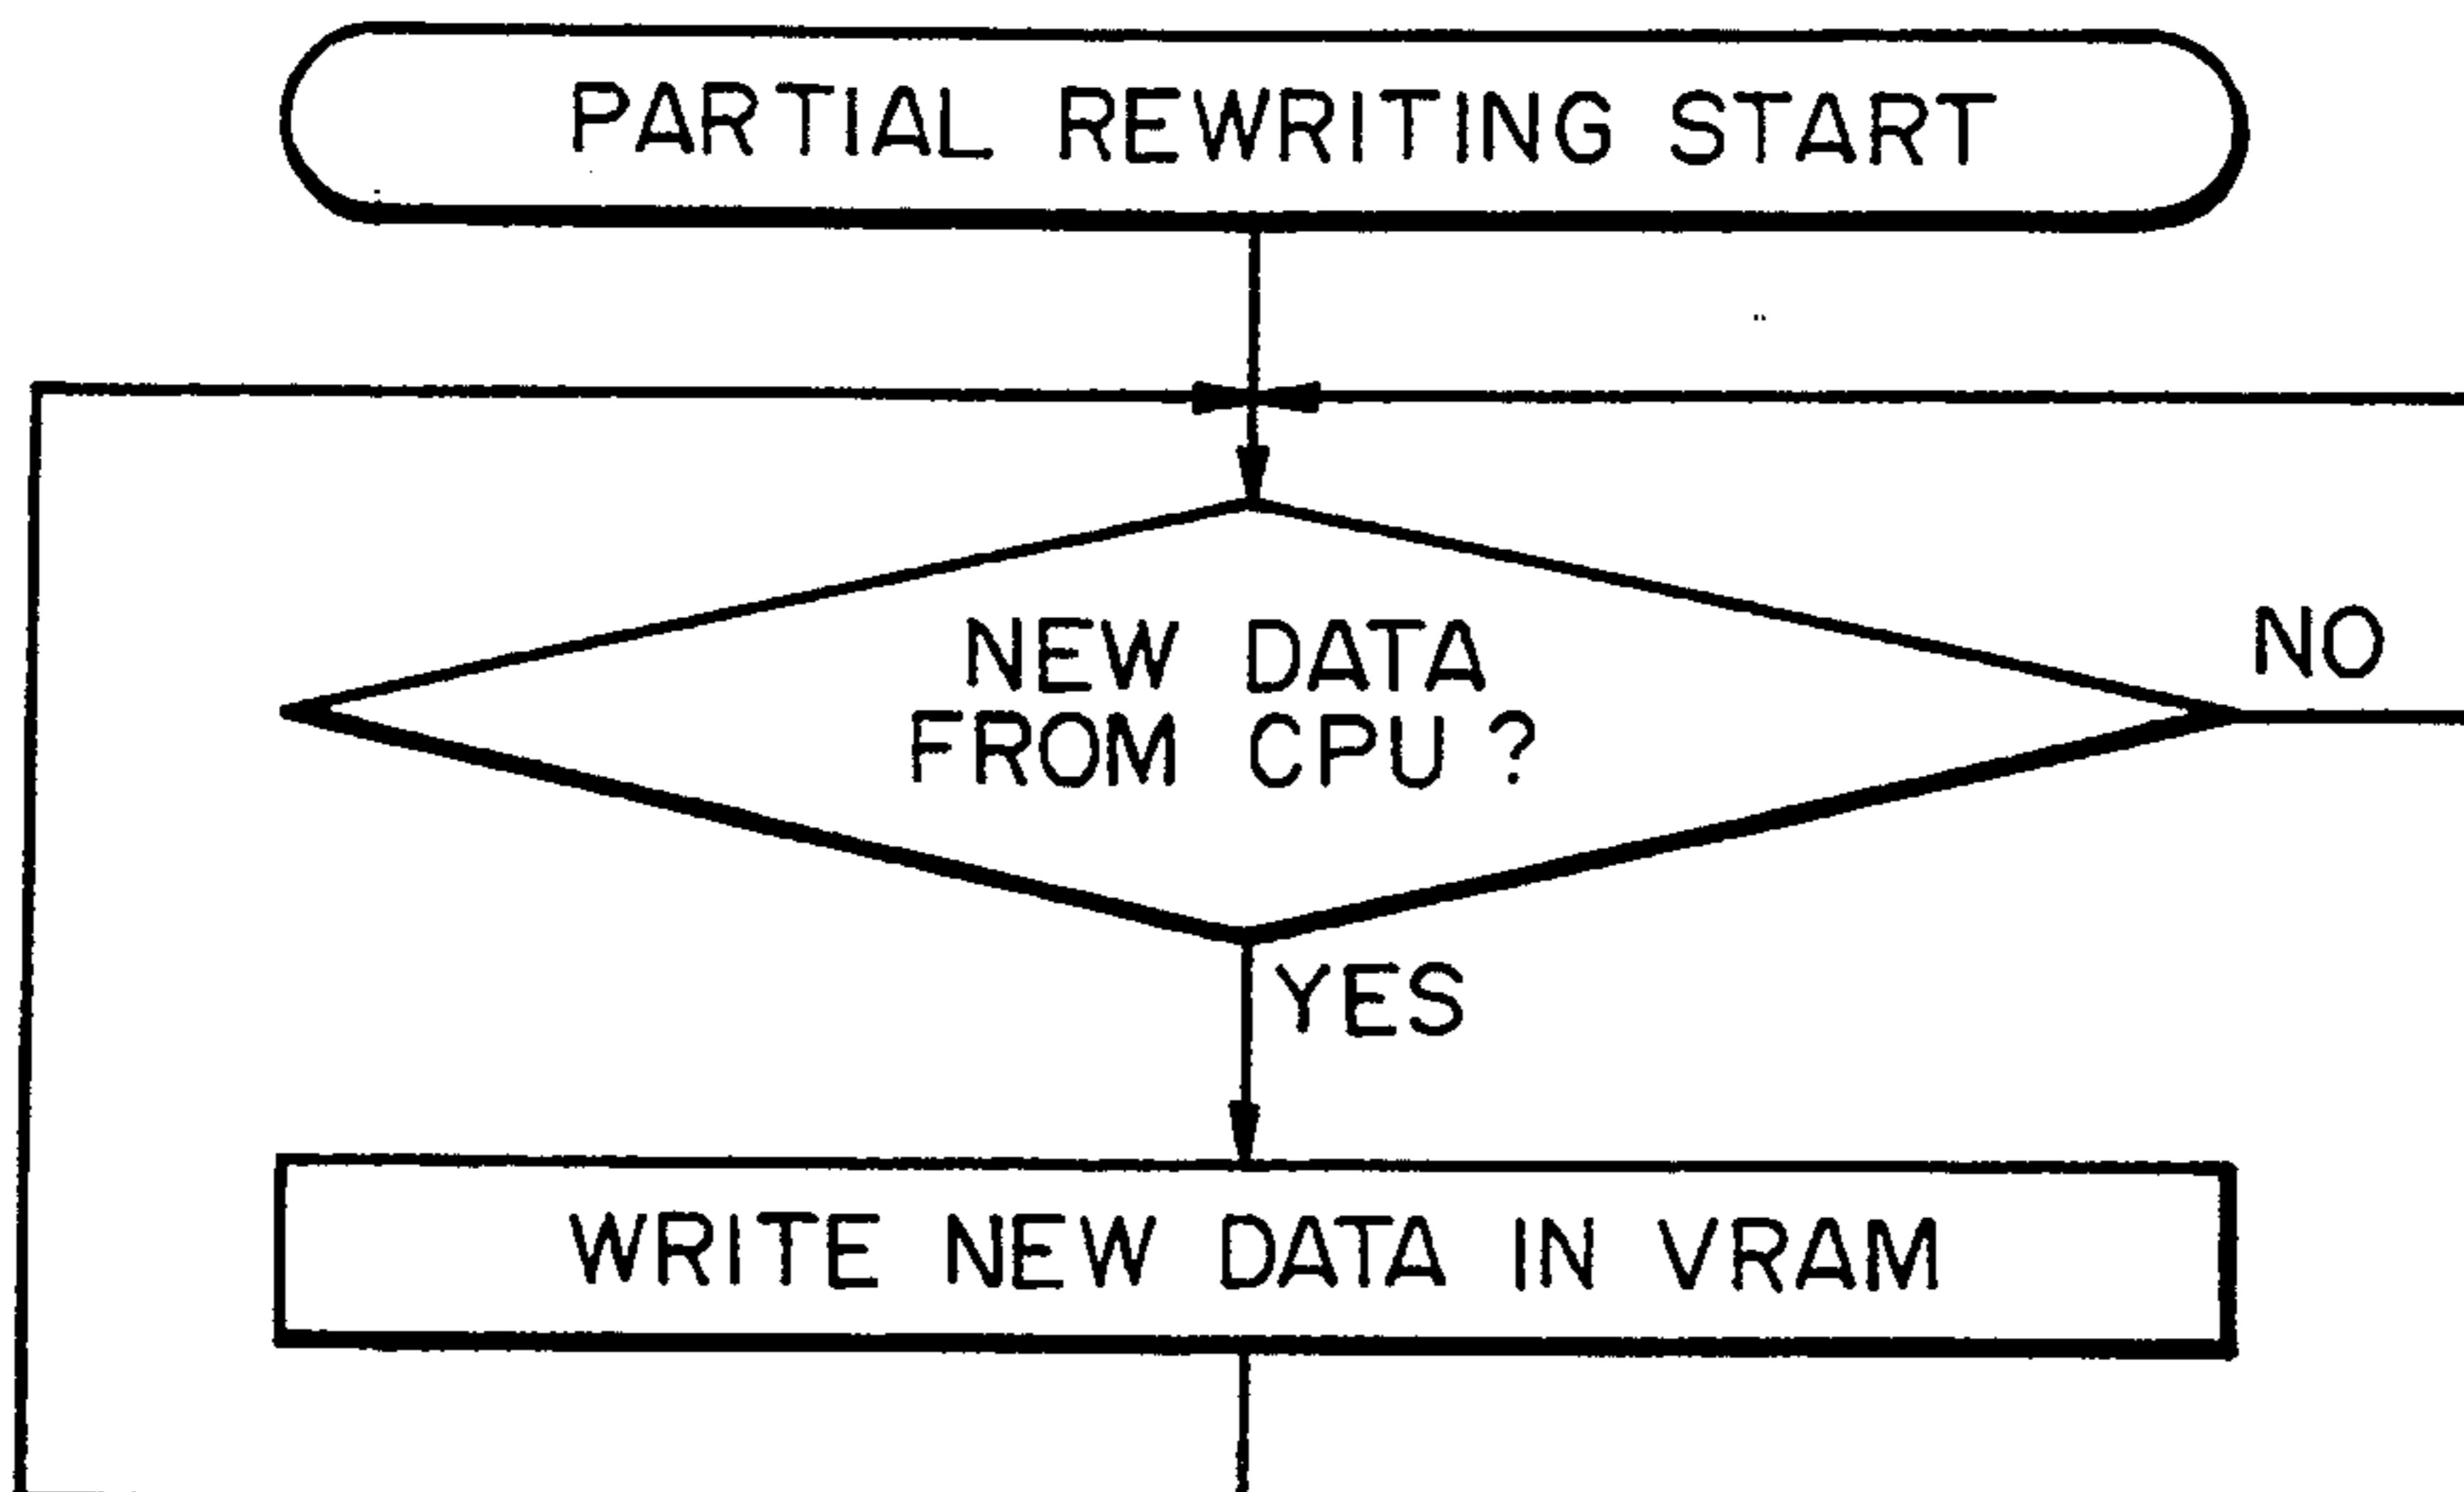 PARTIAL REWRITING START
NEW DATA
FROM CPU ?
NO
YES
WRITE NEW DATA IN VRAM